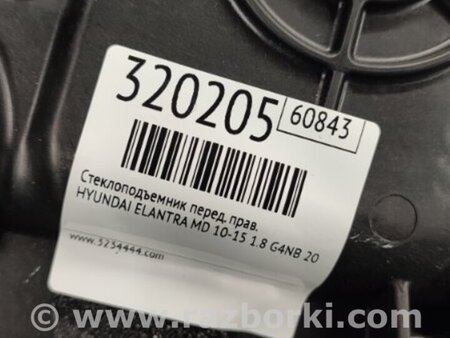 320205
60843
Стеклоподъемник перед. прав.
HYUNDAI ELANTRA MD 10-15 1.8 G4NB 20
www.3234444.com
© www.razborki.com